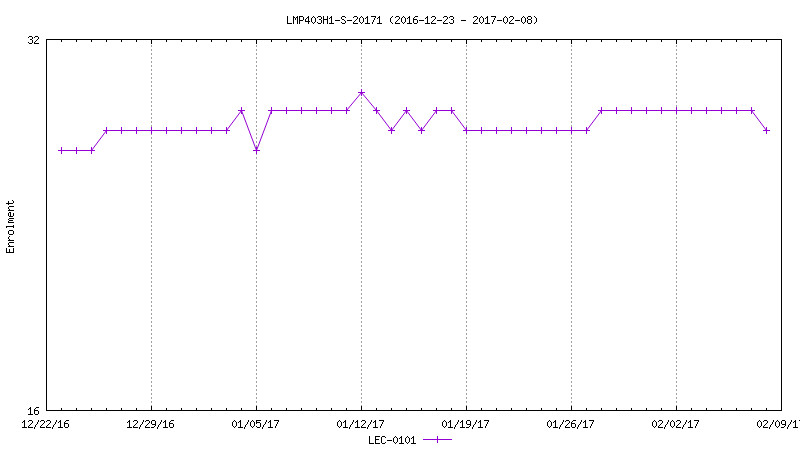 LMP403H1-S-20171 (2016-12-23 - 2017-02-08)
32
Enrolment
16
12/22/16 12/29/16 01/05/17 01/12/17 01/19/17 01/26/17 02/02/17 02/09/1
LEC-0101